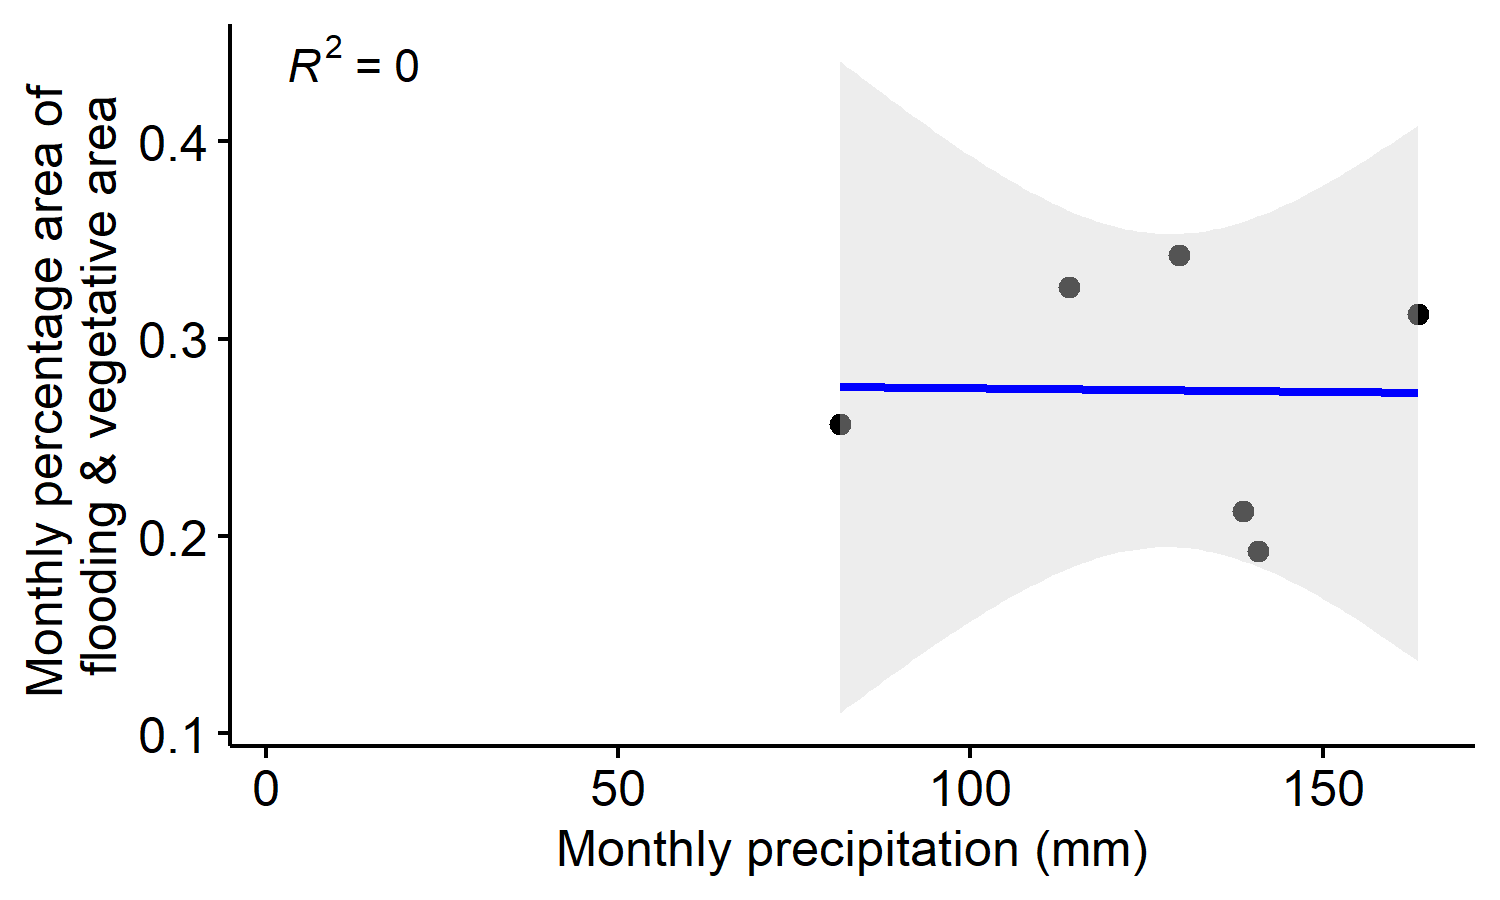 R² = 0
Monthly percentage area of
flooding & vegetative area
0.4
0.3
0.2
0.1
0 50 100 150
Monthly precipitation (mm)